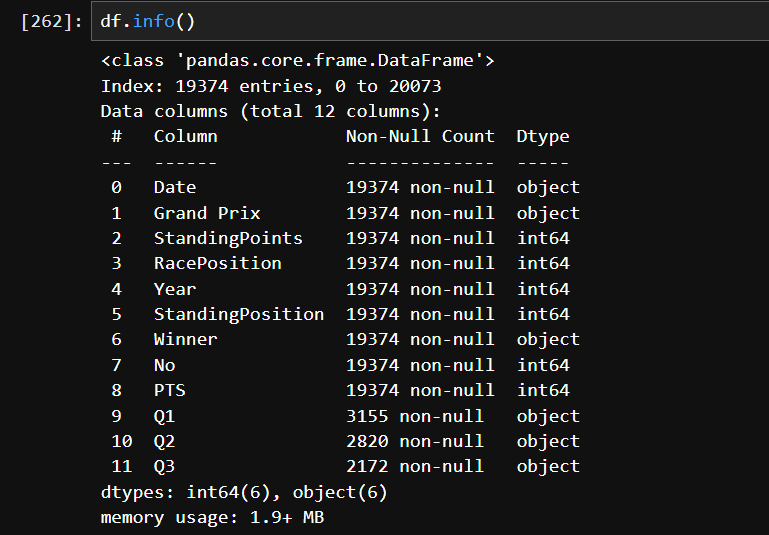 [262]: df.info()
<class 'pandas.core.frame.DataFrame'>
Index: 19374 entries, 0 to 20073
Data columns (total 12 columns):
 #   Column            Non-Null Count  Dtype
---  ------            --------------  -----
 0   Date              19374 non-null  object
 1   Grand Prix        19374 non-null  object
 2   StandingPoints    19374 non-null  int64
 3   RacePosition      19374 non-null  int64
 4   Year              19374 non-null  int64
 5   StandingPosition  19374 non-null  int64
 6   Winner            19374 non-null  object
 7   No                19374 non-null  int64
 8   PTS               19374 non-null  int64
 9   Q1                3155 non-null   object
 10  Q2                2820 non-null   object
 11  Q3                2172 non-null   object
dtypes: int64(6), object(6)
memory usage: 1.9+ MB